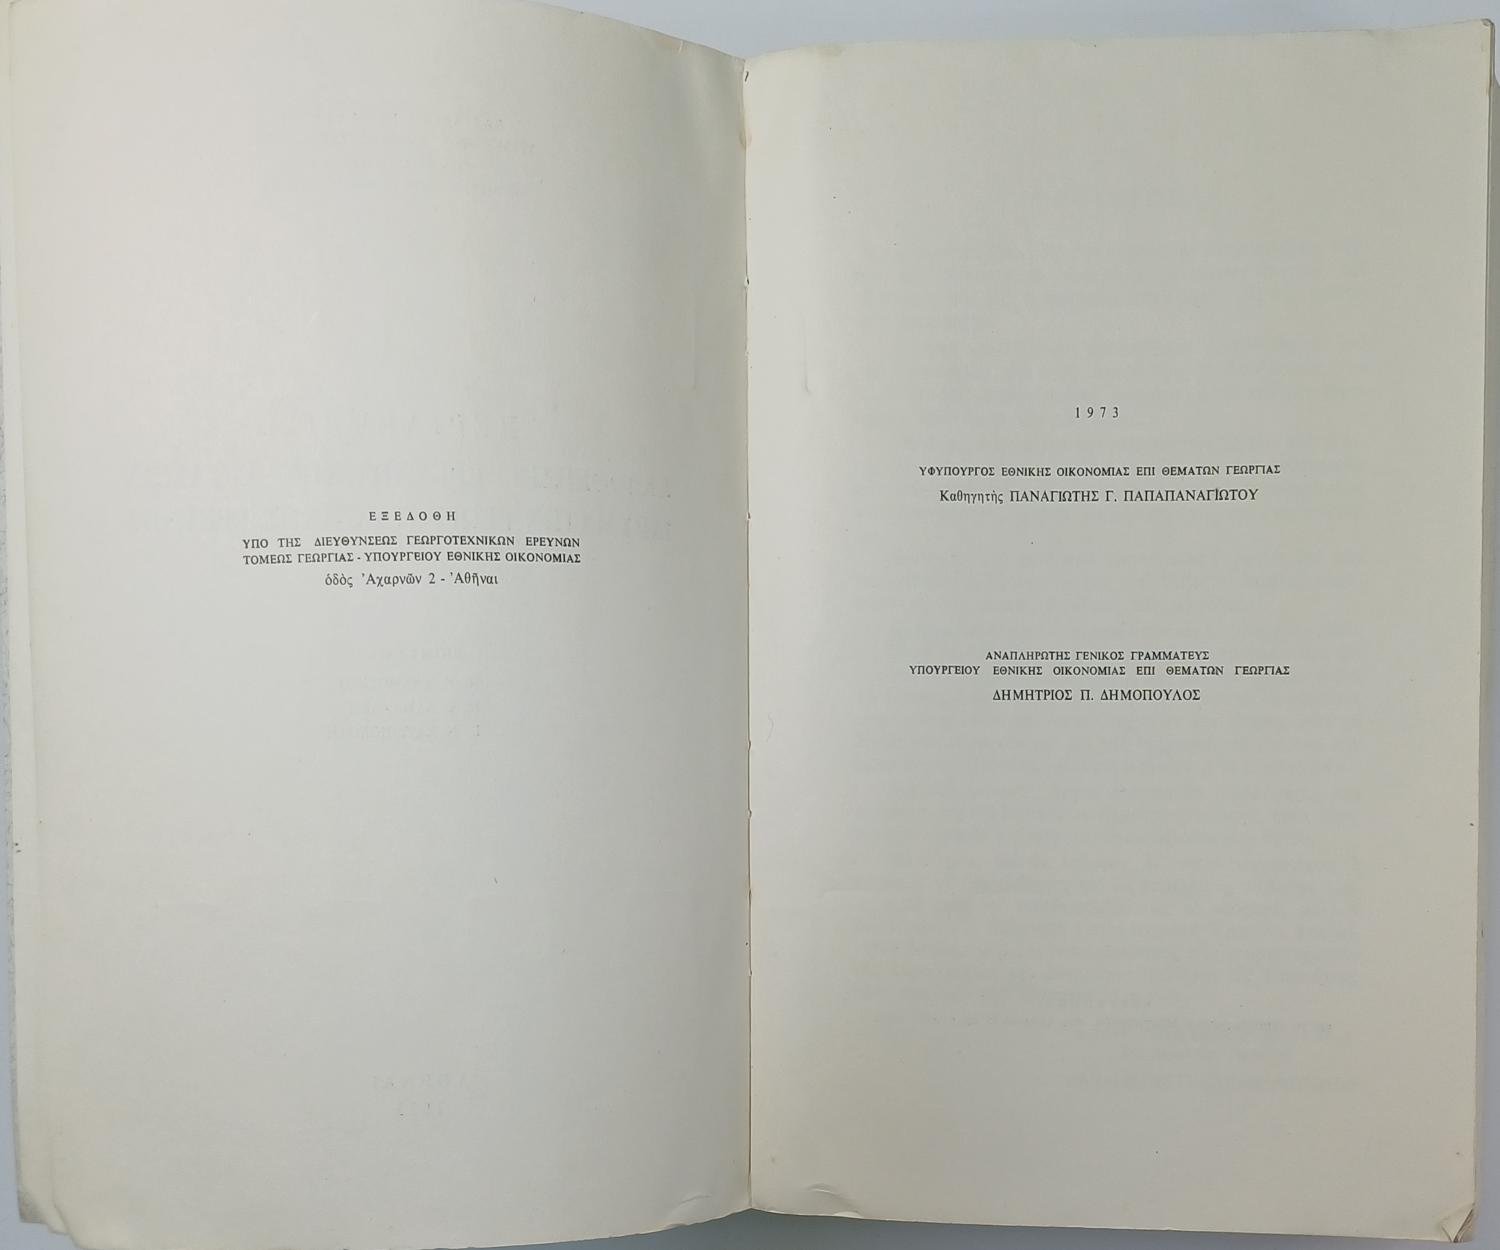 ΕΞΕΔΟΘΗ
ΥΠΟ ΤΗΣ ΔΙΕΥΘΥΝΣΕΩΣ ΓΕΩΡΓΟΤΕΧΝΙΚΩΝ ΕΡΕΥΝΩΝ
ΤΟΜΕΩΣ ΓΕΩΡΓΙΑΣ - ΥΠΟΥΡΓΕΙΟΥ ΕΘΝΙΚΗΣ ΟΙΚΟΝΟΜΙΑΣ
ὁδὸς Ἀχαρνῶν 2 - Ἀθῆναι
1973
ΥΦΥΠΟΥΡΓΟΣ ΕΘΝΙΚΗΣ ΟΙΚΟΝΟΜΙΑΣ ΕΠΙ ΘΕΜΑΤΩΝ ΓΕΩΡΓΙΑΣ
Καθηγητὴς ΠΑΝΑΓΙΩΤΗΣ Γ. ΠΑΠΑΠΑΝΑΓΙΩΤΟΥ
ΑΝΑΠΛΗΡΩΤΗΣ ΓΕΝΙΚΟΣ ΓΡΑΜΜΑΤΕΥΣ
ΥΠΟΥΡΓΕΙΟΥ ΕΘΝΙΚΗΣ ΟΙΚΟΝΟΜΙΑΣ ΕΠΙ ΘΕΜΑΤΩΝ ΓΕΩΡΓΙΑΣ
ΔΗΜΗΤΡΙΟΣ Π. ΔΗΜΟΠΟΥΛΟΣ